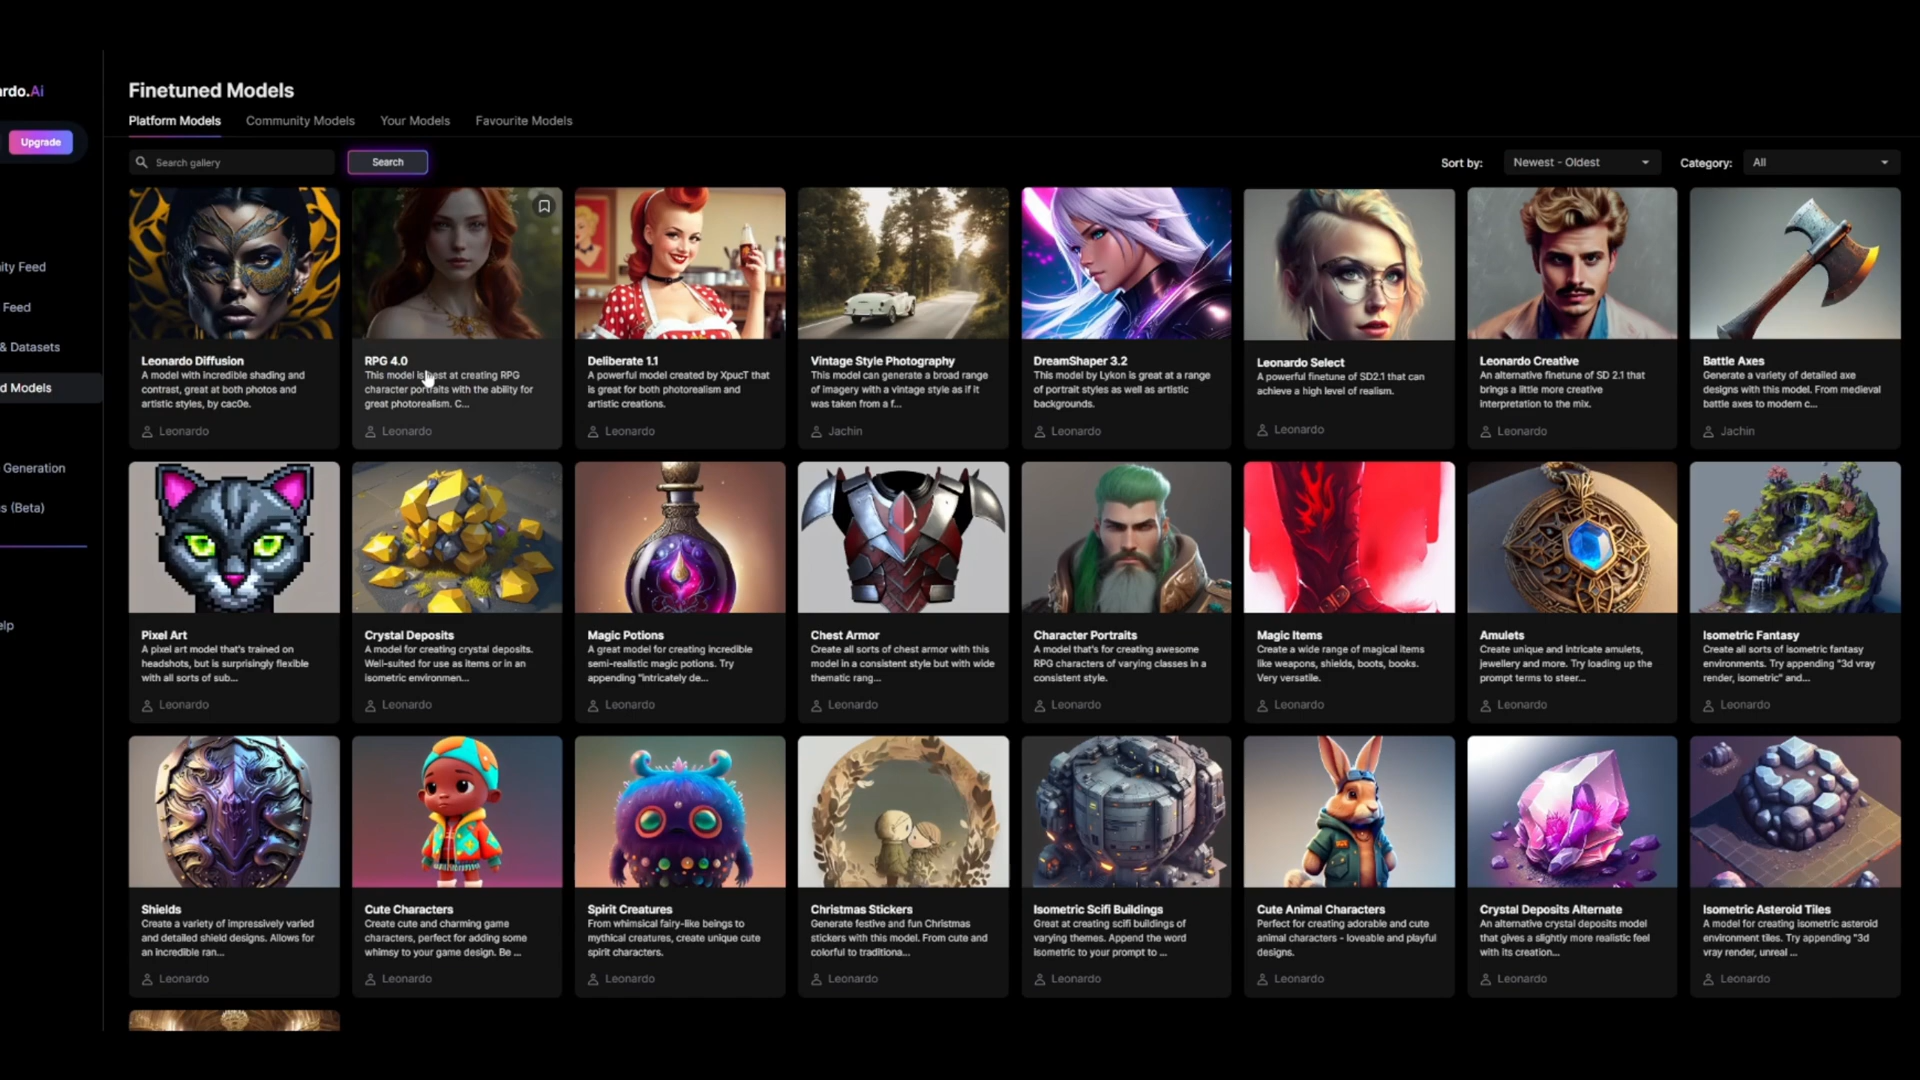 rdo.Ai
Upgrade
ity Feed
Feed
& Datasets
d Models
Generation
s (Beta)
elp
Finetuned Models
Platform Models Community Models Your Models Favourite Models
Search gallery
Search
Sort by: Newest - Oldest Category: All
Leonardo Diffusion
A model with incredible shading and
contrast, great at both photos and
artistic styles, by cac0e.
Leonardo
RPG 4.0
This model is best at creating RPG
character portraits with the ability for
great photorealism. C...
Leonardo
Deliberate 1.1
A powerful model created by XpucT that
is great for both photorealism and
artistic creations.
Leonardo
Vintage Style Photography
This model can generate a broad range
of imagery with a vintage style as if it
was taken from a f...
Jachin
DreamShaper 3.2
This model by Lykon is great at a range
of portrait styles as well as artistic
backgrounds.
Leonardo
Leonardo Select
A powerful finetune of SD2.1 that can
achieve a high level of realism.
Leonardo
Leonardo Creative
An alternative finetune of SD 2.1 that
brings a little more creative
interpretation to the mix.
Leonardo
Battle Axes
Generate a variety of detailed axe
designs with this model. From medieval
battle axes to modern c...
Jachin
Pixel Art
A pixel art model that's trained on
headshots, but is surprisingly flexible
with all sorts of sub...
Leonardo
Crystal Deposits
A model for creating crystal deposits.
Well-suited for use as items or in an
isometric environmen...
Leonardo
Magic Potions
A great model for creating incredible
semi-realistic magic potions. Try
appending "intricately de...
Leonardo
Chest Armor
Create all sorts of chest armor with this
model in a consistent style but with wide
thematic rang...
Leonardo
Character Portraits
A model that's for creating awesome
RPG characters of varying classes in a
consistent style.
Leonardo
Magic Items
Create a wide range of magical items
like weapons, shields, boots, books.
Very versatile.
Leonardo
Amulets
Create unique and intricate amulets,
jewellery and more. Try loading up the
prompt terms to steer...
Leonardo
Isometric Fantasy
Create all sorts of isometric fantasy
environments. Try appending "3d vray
render, isometric" and...
Leonardo
Shields
Create a variety of impressively varied
and detailed shield designs. Allows for
an incredible ran...
Leonardo
Cute Characters
Create cute and charming game
characters, perfect for adding some
whimsy to your game design. Be ...
Leonardo
Spirit Creatures
From whimsical fairy-like beings to
mythical creatures, create unique cute
spirit characters.
Leonardo
Christmas Stickers
Generate festive and fun Christmas
stickers with this model. From cute and
colorful to traditiona...
Leonardo
Isometric Scifi Buildings
Great at creating scifi buildings of
varying themes. Append the word
isometric to your prompt to ...
Leonardo
Cute Animal Characters
Perfect for creating adorable and cute
animal characters - loveable and playful
designs.
Leonardo
Crystal Deposits Alternate
An alternative crystal deposits model
that gives a slightly more realistic feel
with its creation...
Leonardo
Isometric Asteroid Tiles
A model for creating isometric asteroid
environment tiles. Try appending "3d
vray render, unreal ...
Leonardo